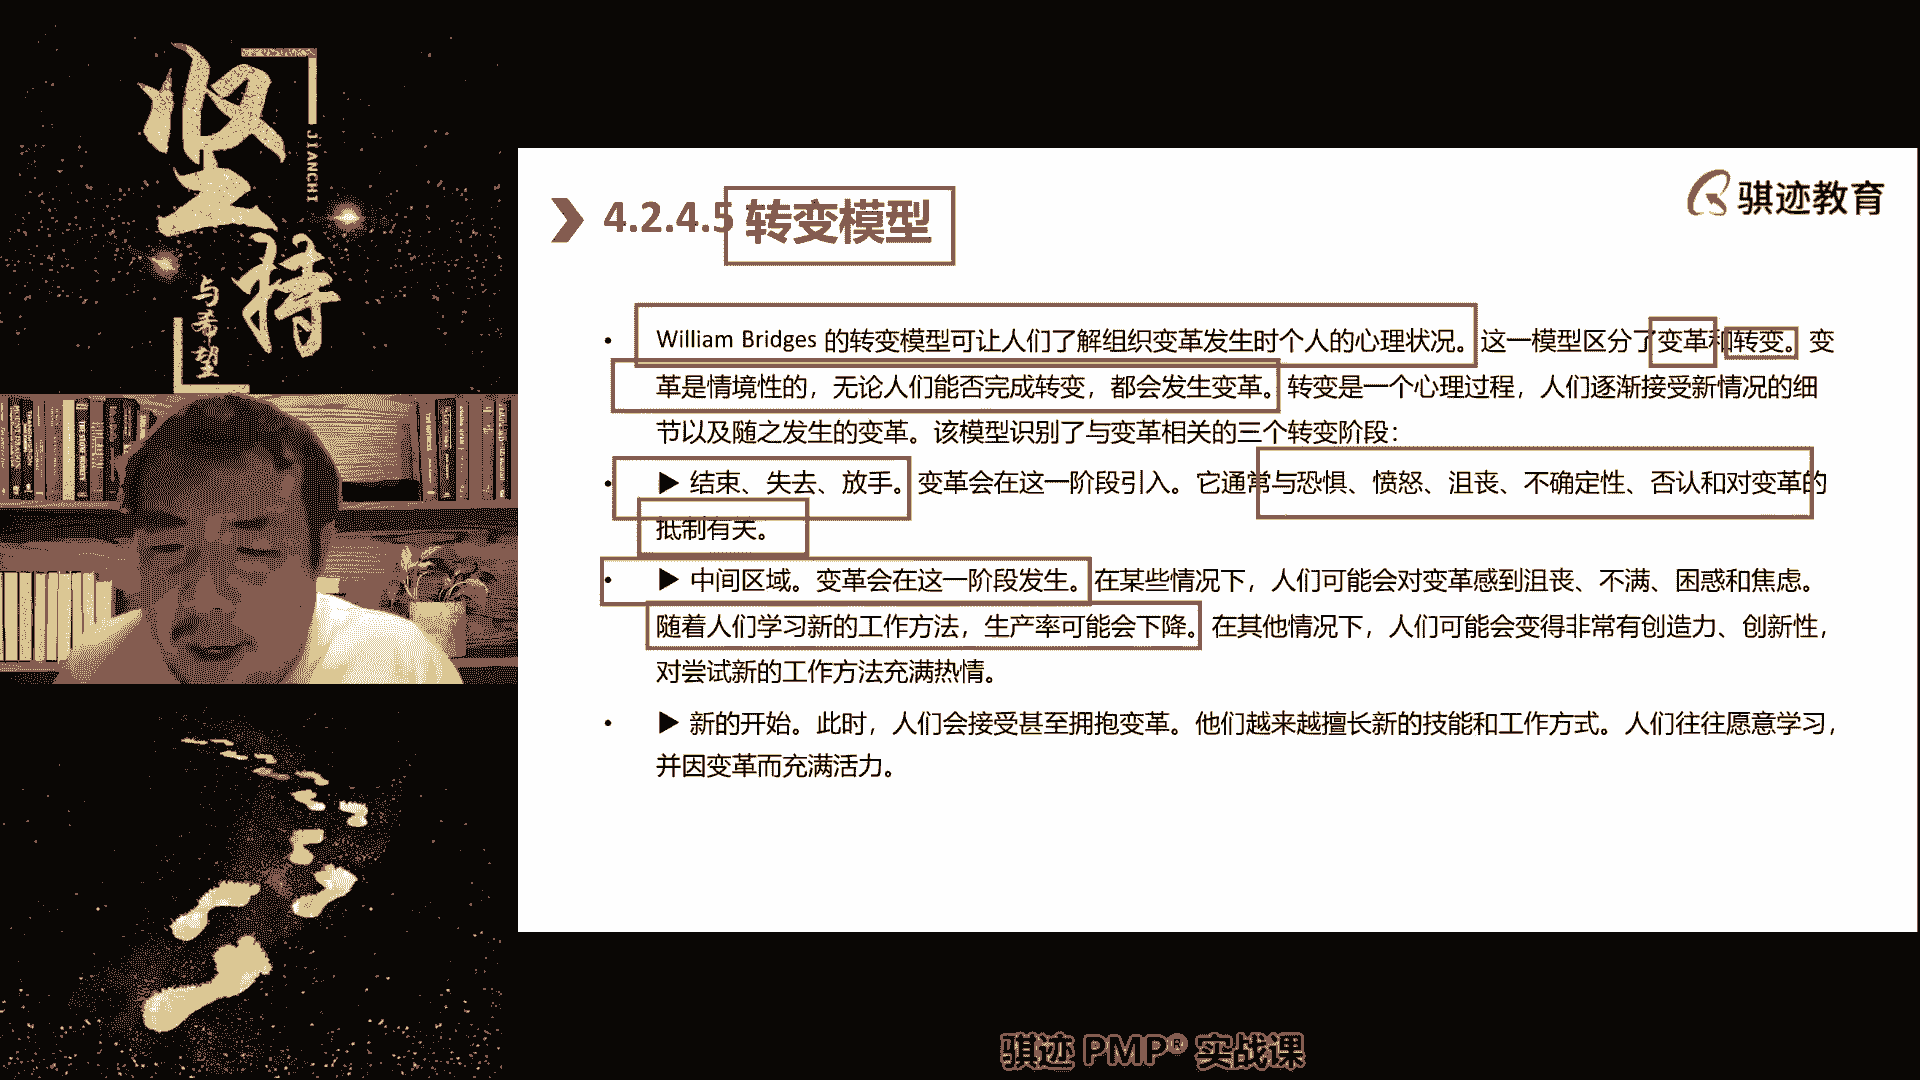 坚持
JIANCHI
与希望
骐迹教育
4.2.4.5 转变模型
• William Bridges 的转变模型可让人们了解组织变革发生时个人的心理状况。这一模型区分了变革和转变。变
革是情境性的，无论人们能否完成转变，都会发生变革。转变是一个心理过程，人们逐渐接受新情况的细
节以及随之发生的变革。该模型识别了与变革相关的三个转变阶段：
• ▶ 结束、失去、放手。变革会在这一阶段引入。它通常与恐惧、愤怒、沮丧、不确定性、否认和对变革的
抵制有关。
• ▶ 中间区域。变革会在这一阶段发生。在某些情况下，人们可能会对变革感到沮丧、不满、困惑和焦虑。
随着人们学习新的工作方法，生产率可能会下降。在其他情况下，人们可能会变得非常有创造力、创新性，
对尝试新的工作方法充满热情。
• ▶ 新的开始。此时，人们会接受甚至拥抱变革。他们越来越擅长新的技能和工作方式。人们往往愿意学习，
并因变革而充满活力。
骐迹 PMP® 实战课